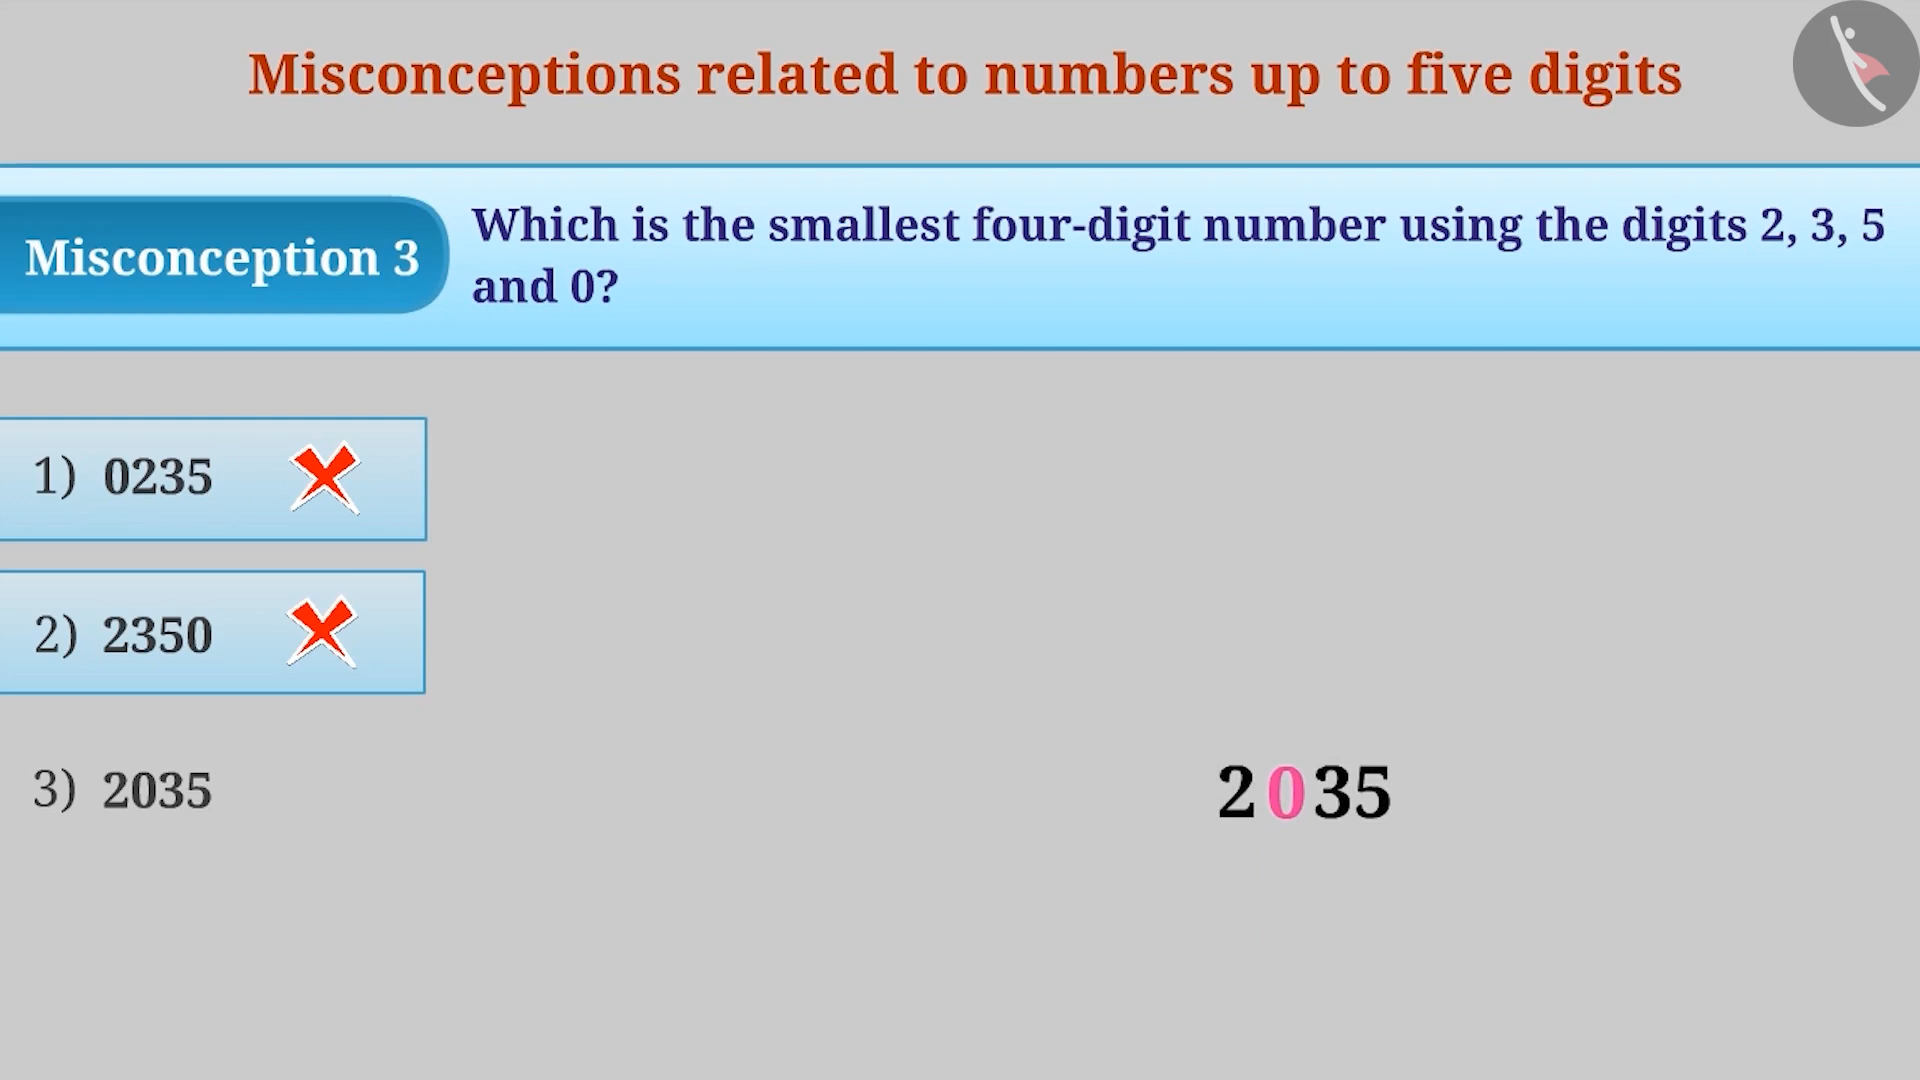 Misconceptions related to numbers up to five digits
Misconception 3
Which is the smallest four-digit number using the digits 2, 3, 5
and 0?
1) 0235
2) 2350
3) 2035
2035